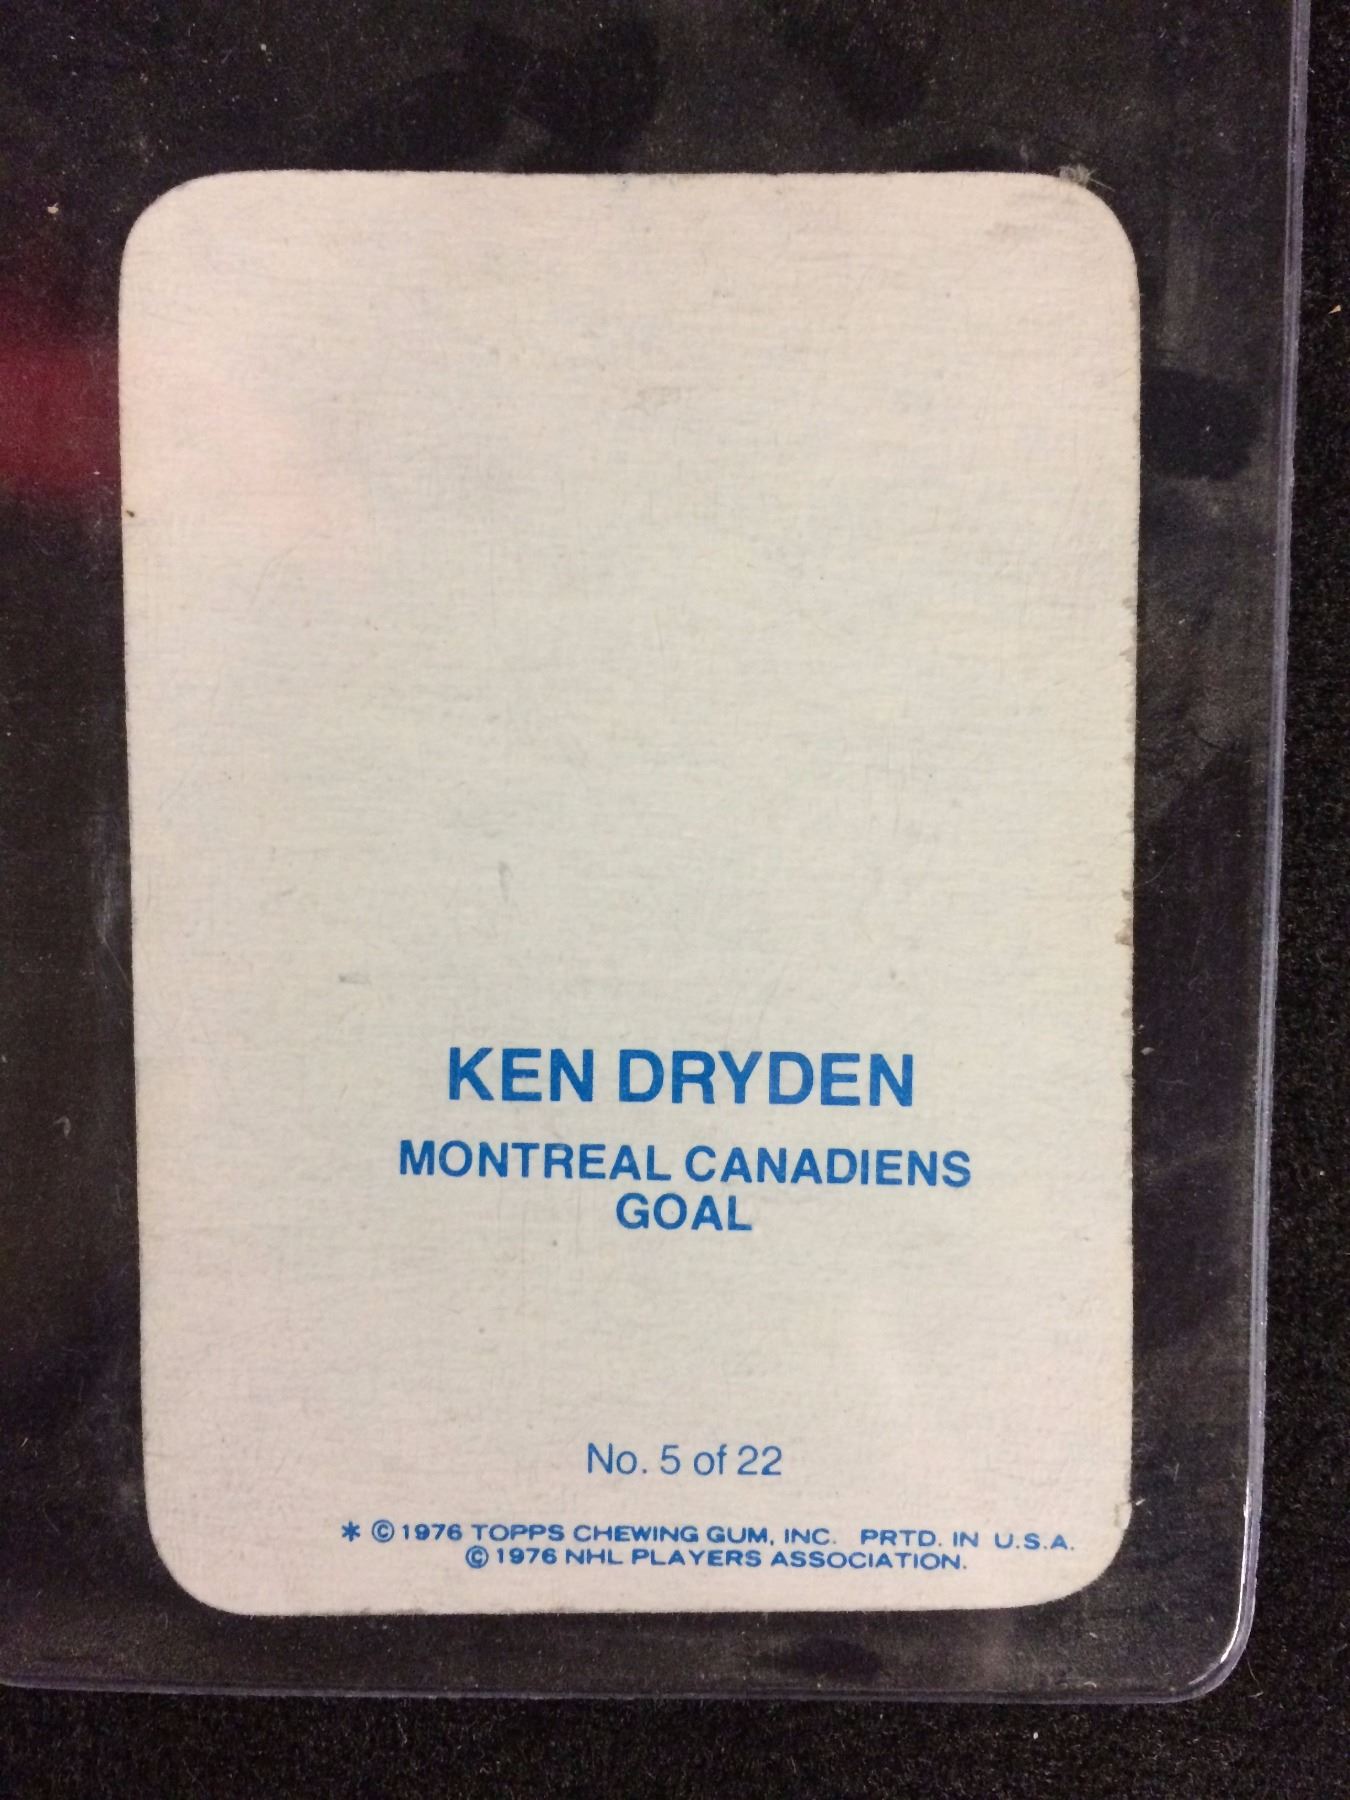 KEN DRYDEN
MONTREAL CANADIENS
GOAL
No. 5 of 22
* © 1976 TOPPS CHEWING GUM, INC. PRTD. IN U.S.A.
© 1976 NHL PLAYERS ASSOCIATION.